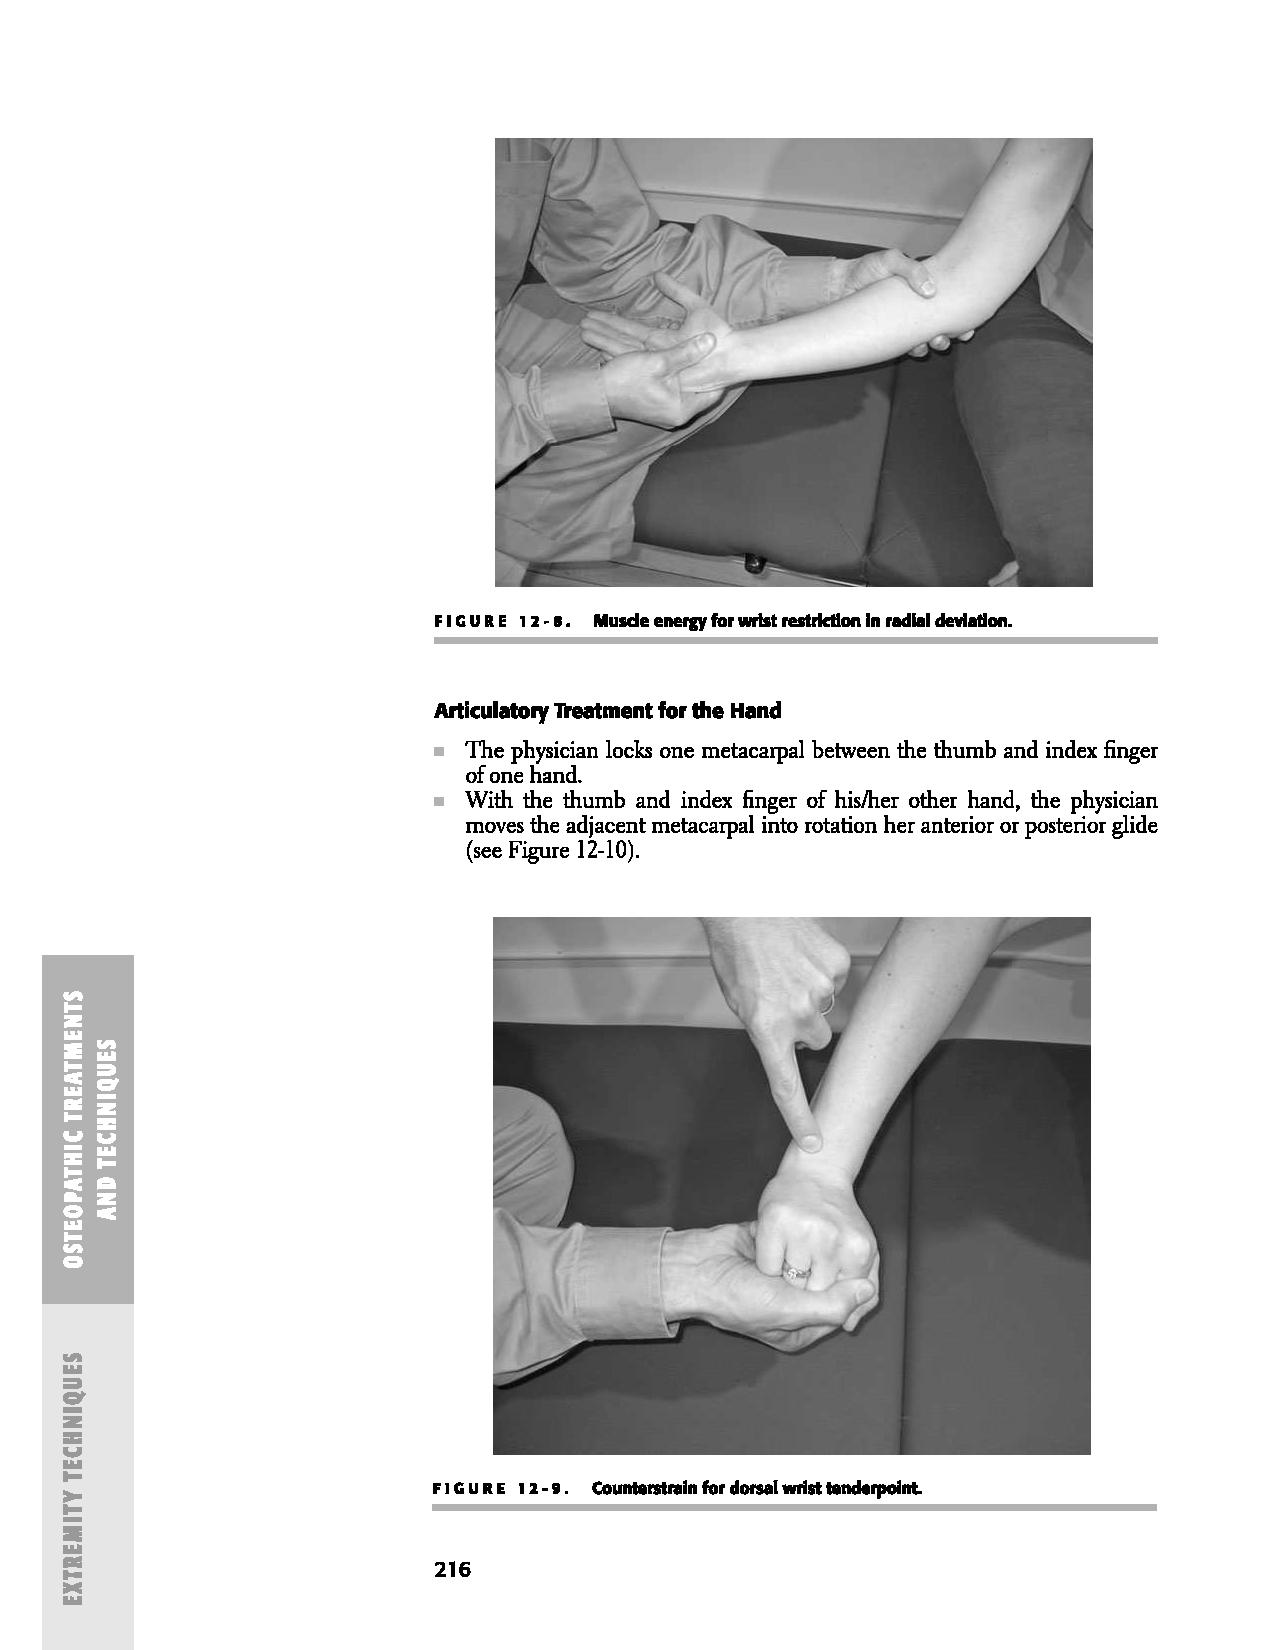 FIGURE 12-8. Muscle energy for wrist restriction in radial deviation.
Articulatory Treatment for the Hand
■ The physician locks one metacarpal between the thumb and index finger
of one hand.
■ With the thumb and index finger of his/her other hand, the physician
moves the adjacent metacarpal into rotation her anterior or posterior glide
(see Figure 12-10).
OSTEOPATHIC TREATMENTS
AND TECHNIQUES
EXTREMITY TECHNIQUES
FIGURE 12-9. Counterstrain for dorsal wrist tenderpoint.
216